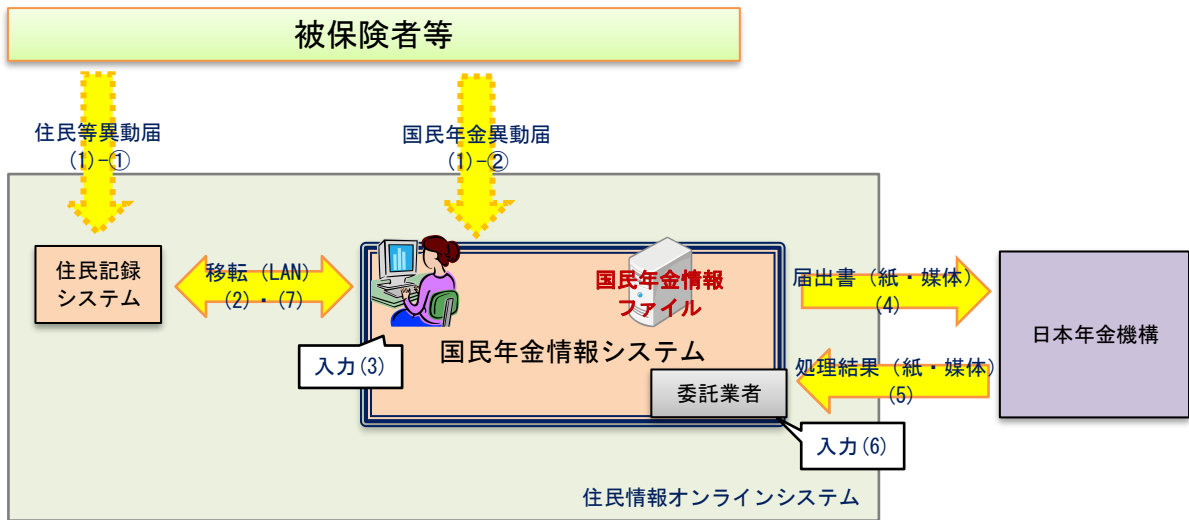 被保険者等
住民等異動届
(1)-①
国民年金異動届
(1)-②
住民記録
システム
移転（LAN）
(2)・(7)
国民年金情報
ファイル
国民年金情報システム
入力(3)
委託業者
入力(6)
届出書（紙・媒体）
(4)
処理結果（紙・媒体）
(5)
日本年金機構
住民情報オンラインシステム